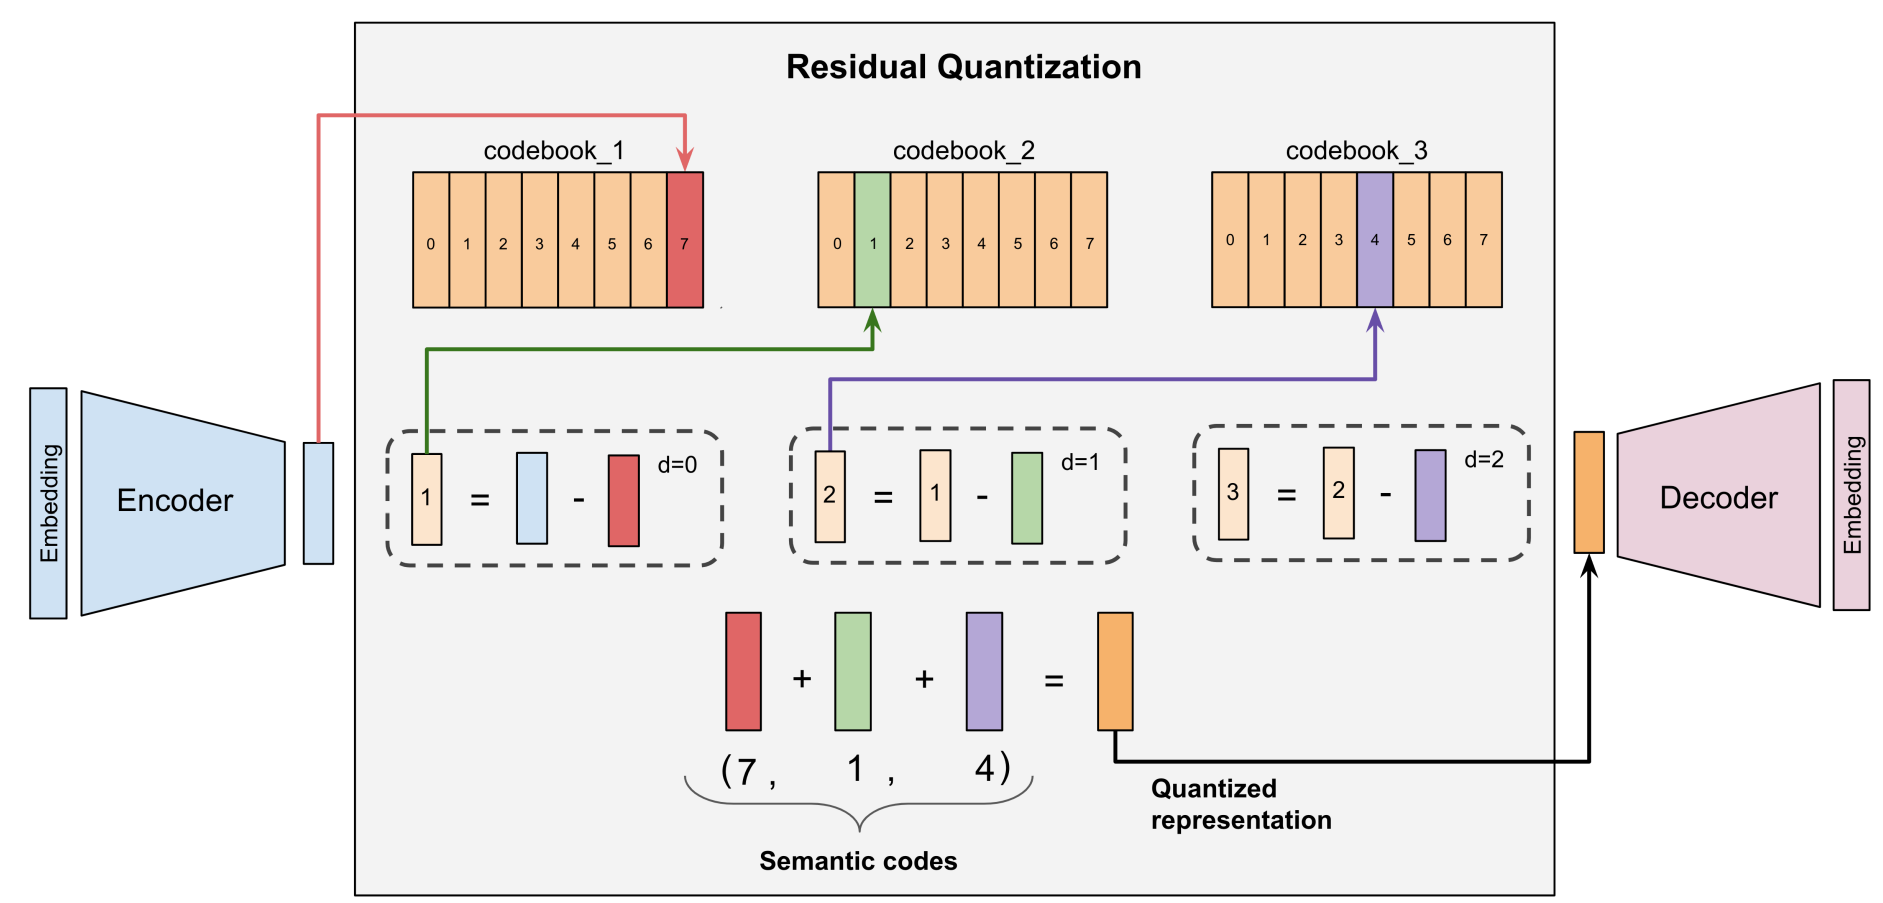 Residual Quantization
codebook_1
codebook_2
codebook_3
0 1 2 3 4 5 6 7
0 1 2 3 4 5 6 7
0 1 2 3 4 5 6 7
Embedding
Encoder
1 = - d=0
2 = 1 - d=1
3 = 2 - d=2
Decoder
Embedding
+ + =
(7, 1, 4)
Quantized
representation
Semantic codes